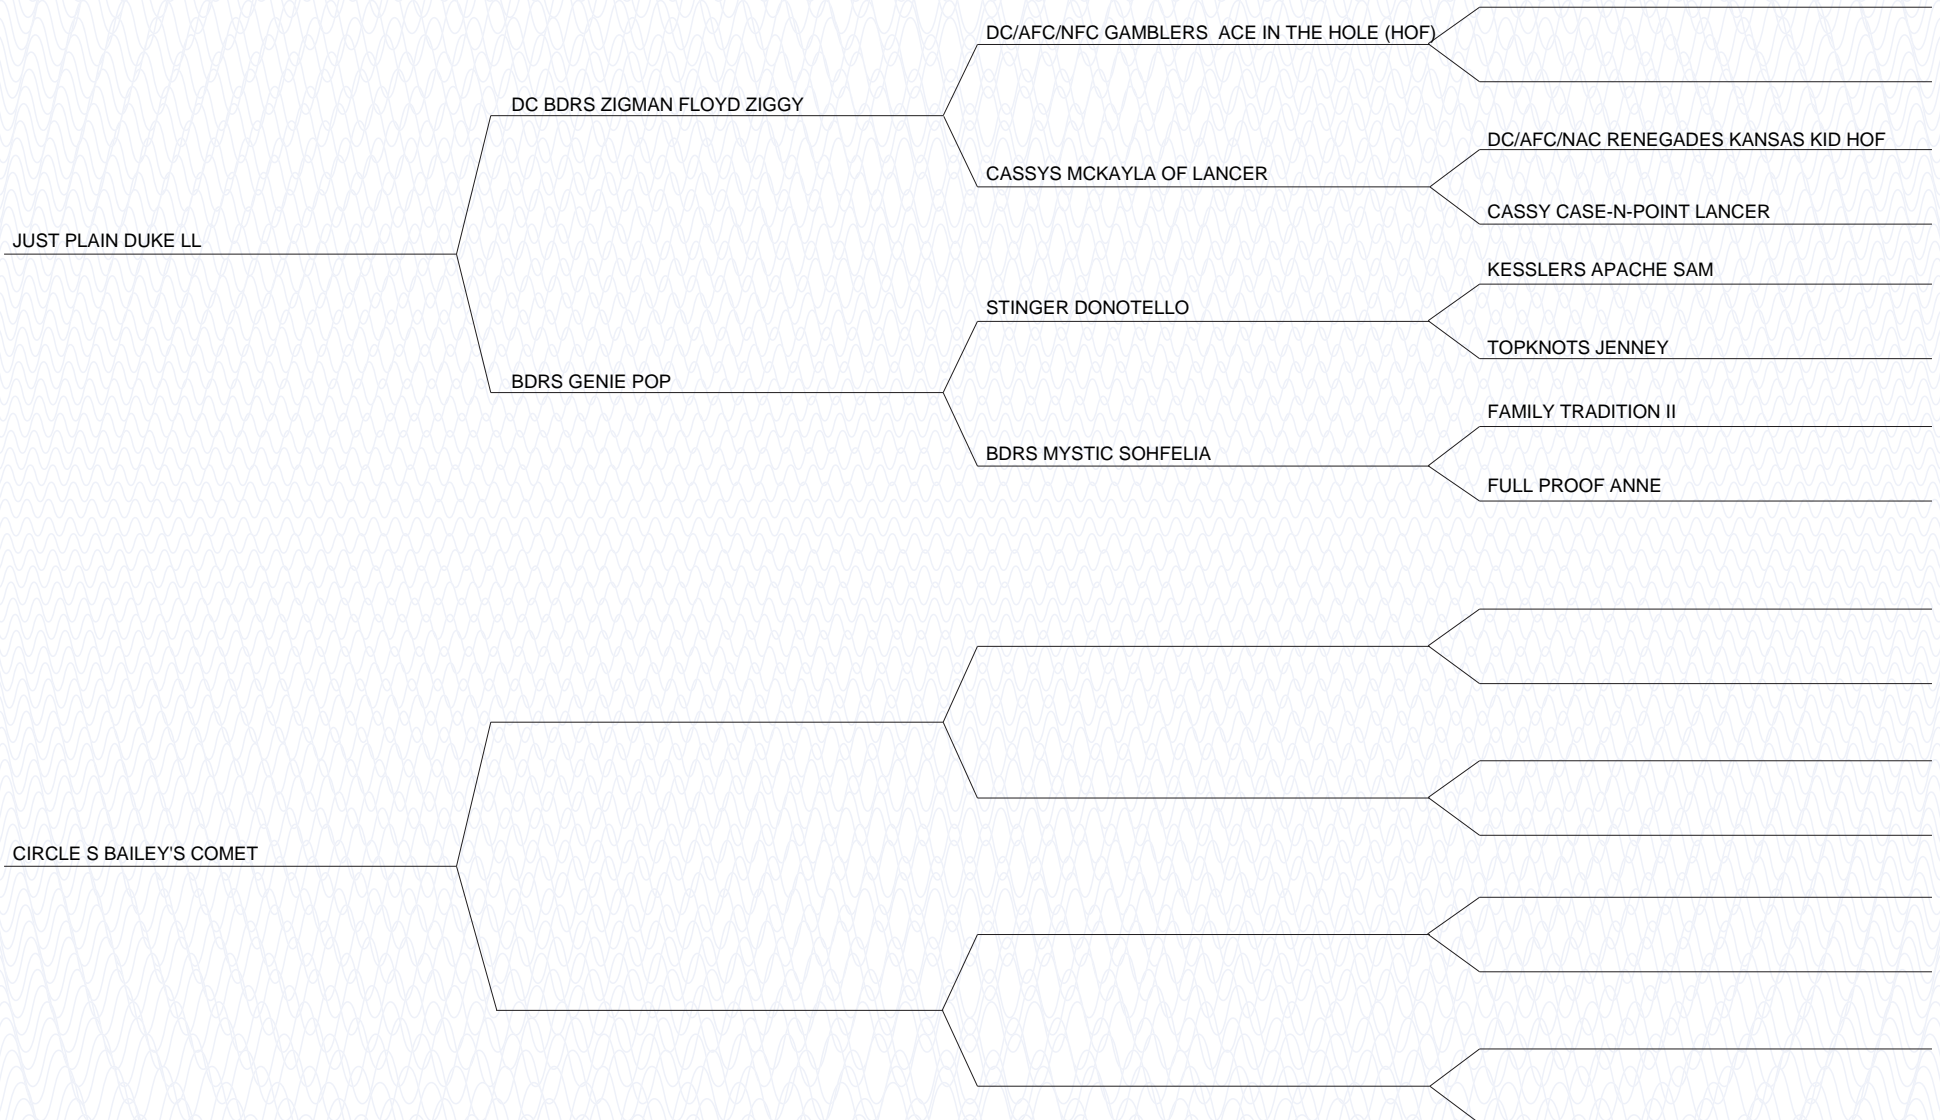 DC/AFC/NFC GAMBLERS  ACE IN THE HOLE (HOF)
DC BDRS ZIGMAN FLOYD ZIGGY
DC/AFC/NAC RENEGADES KANSAS KID HOF
CASSYS MCKAYLA OF LANCER
CASSY CASE-N-POINT LANCER
JUST PLAIN DUKE LL
KESSLERS APACHE SAM
STINGER DONOTELLO
TOPKNOTS JENNEY
BDRS GENIE POP
FAMILY TRADITION II
BDRS MYSTIC SOHFELIA
FULL PROOF ANNE
CIRCLE S BAILEY'S COMET